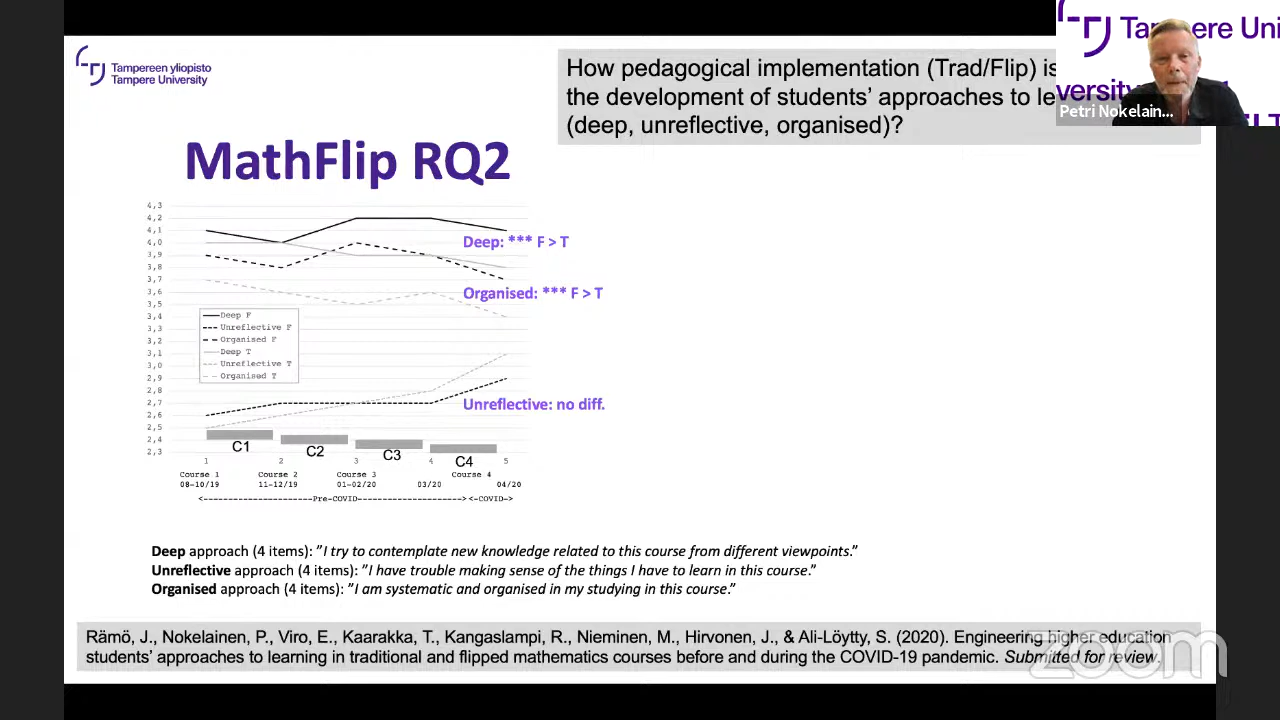 Tampereen yliopisto
Tampere University
How pedagogical implementation (Trad/Flip) is
the development of students' approaches to le
(deep, unreflective, organised)?
Petri Nokelain...
MathFlip RQ2
4,3
4,2
4,1
4,0
3,9
3,8
3,7
3,6
3,5
3,4
3,3
3,2
3,1
3,0
2,9
2,8
2,7
2,6
2,5
2,4
2,3
Deep: *** F > T
Organised: *** F > T
Unreflective: no diff.
Deep F
Unreflective F
Organised F
Deep T
Unreflective T
Organised T
C1
C2
C3
C4
1 2 3 4 5
Course 1 Course 2 Course 3 Course 4
08-10/19 11-12/19 01-02/20 03/20 04/20
<----------------------Pre-COVID---------------------><-COVID->
Deep approach (4 items): ”I try to contemplate new knowledge related to this course from different viewpoints.”
Unreflective approach (4 items): ”I have trouble making sense of the things I have to learn in this course.”
Organised approach (4 items): ”I am systematic and organised in my studying in this course.”
Rämö, J., Nokelainen, P., Viro, E., Kaarakka, T., Kangaslampi, R., Nieminen, M., Hirvonen, J., & Ali-Löytty, S. (2020). Engineering higher education
students’ approaches to learning in traditional and flipped mathematics courses before and during the COVID-19 pandemic. Submitted for review.
zoom